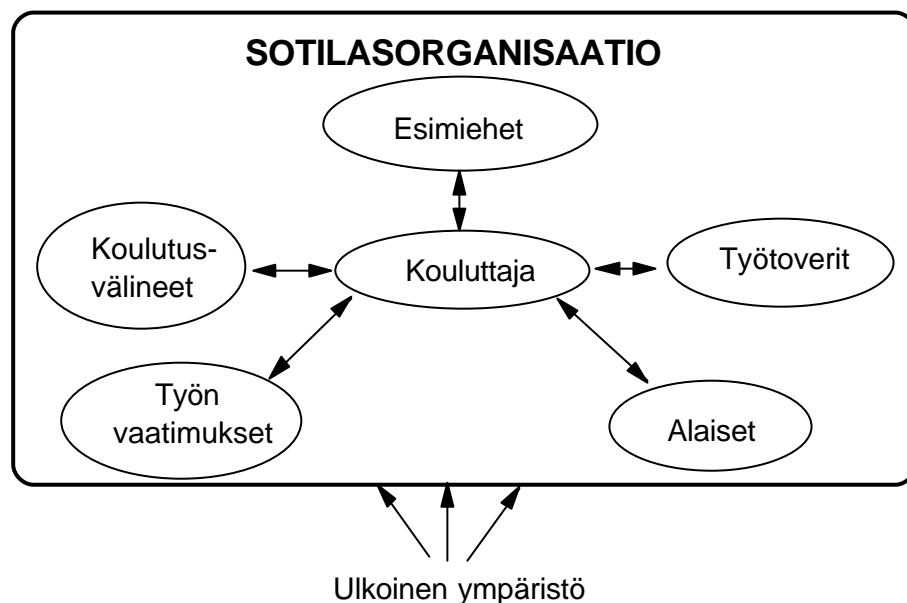 SOTILASORGANISAATIO
Esimiehet
Koulutus-
välineet
Kouluttaja
Työtoverit
Työn
vaatimukset
Alaiset
Ulkoinen ympäristö